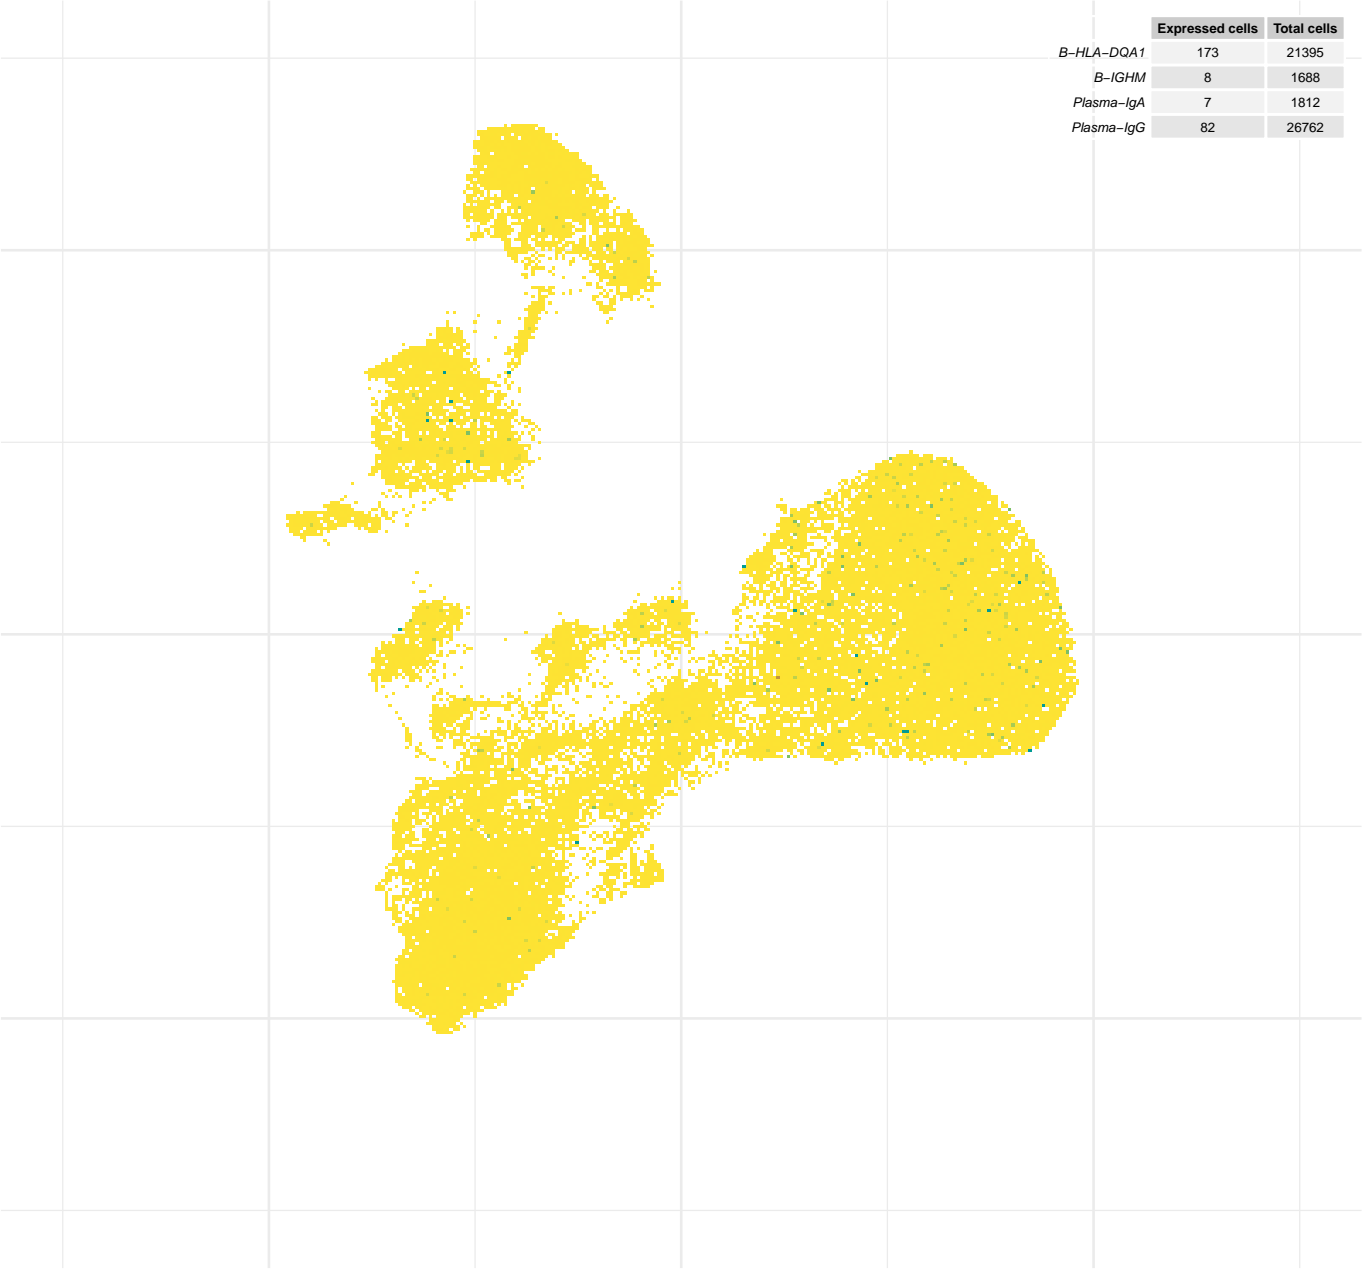 Expressed cells Total cells
B−HLA−DQA1 173 21395
B−IGHM 8 1688
Plasma−IgA 7 1812
Plasma−IgG 82 26762